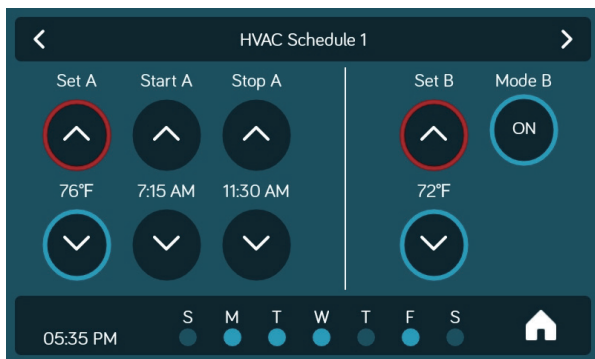 HVAC Schedule 1
Set A Start A Stop A Set B Mode B
ON
76°F 7:15 AM 11:30 AM 72°F
S M T W T F S
05:35 PM